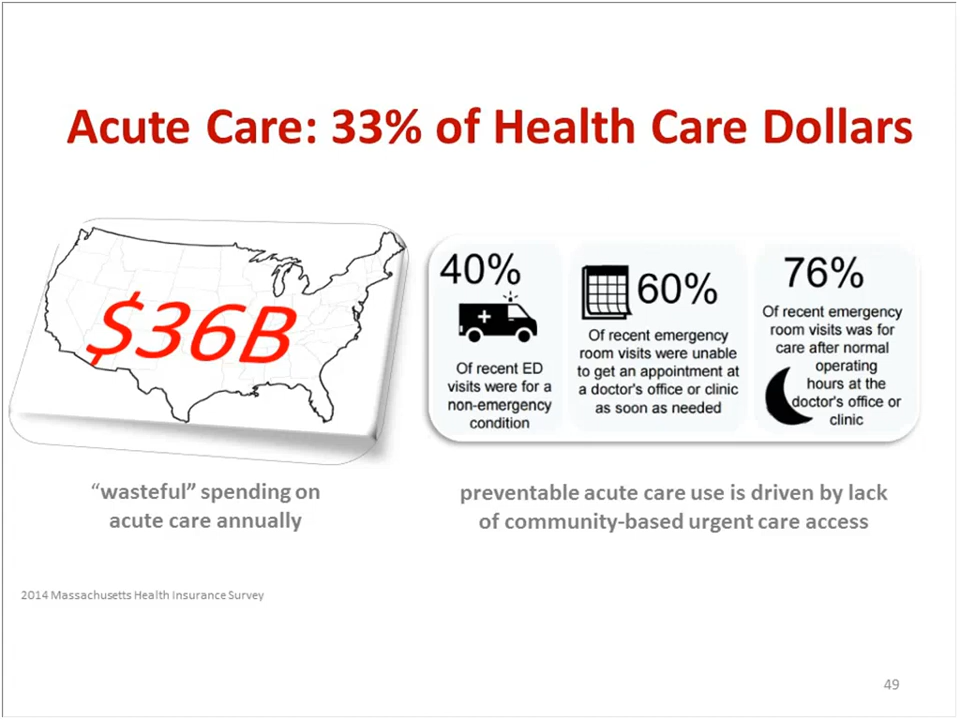 Acute Care: 33% of Health Care Dollars
$36B
"wasteful" spending on
acute care annually
40%
Of recent ED
visits were for a
non-emergency
condition
60%
Of recent emergency
room visits were unable
to get an appointment at
a doctor's office or clinic
as soon as needed
76%
Of recent emergency
room visits was for
care after normal
operating
hours at the
doctor's office or
clinic
preventable acute care use is driven by lack
of community-based urgent care access
2014 Massachusetts Health Insurance Survey
49